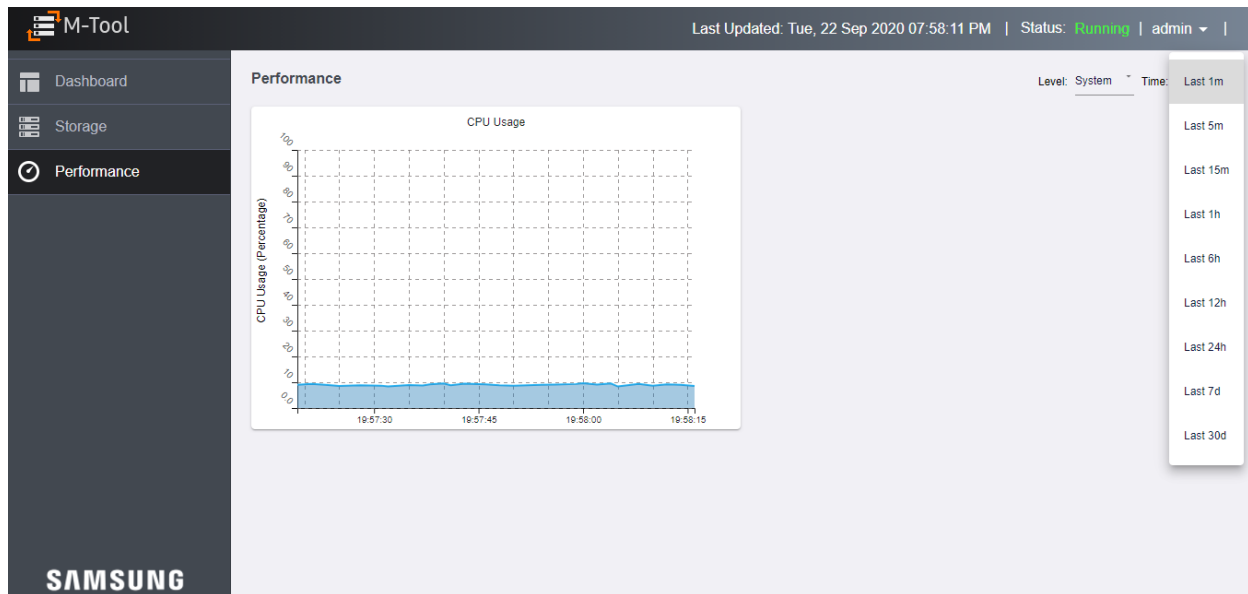 M-Tool
Last Updated: Tue, 22 Sep 2020 07:58:11 PM | Status: Running | admin |
Dashboard
Storage
Performance
SAMSUNG
Performance
Level: System Time:
Last 1m
Last 5m
Last 15m
Last 1h
Last 6h
Last 12h
Last 24h
Last 7d
Last 30d
CPU Usage
CPU Usage (Percentage)
100
90
80
70
60
50
40
30
20
10
0.0
19:57:30 19:57:45 19:58:00 19:58:15